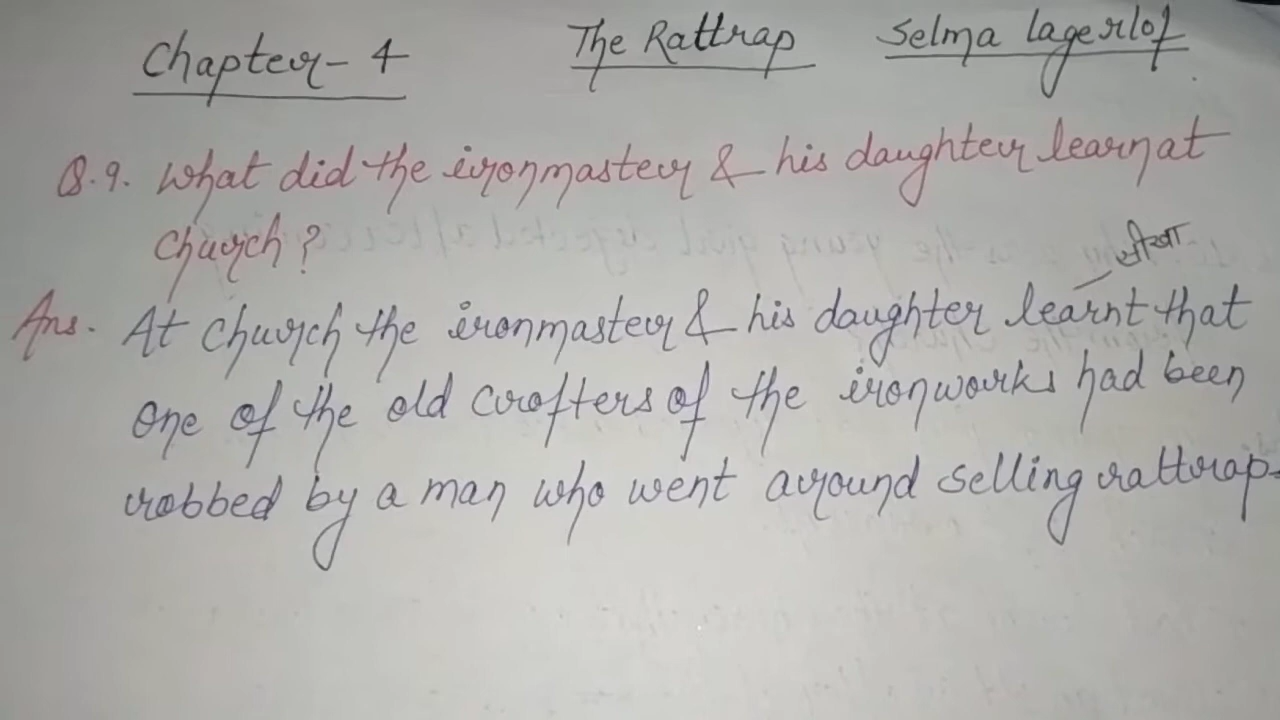 Chapter-4 The Rattrap Selma lagerlof
Q.9. What did the ironmaster & his daughter learn at
church?
सीखा
Ans. At church the ironmaster & his daughter learnt that
one of the old crofters of the ironworks had been
robbed by a man who went around selling rattrap-